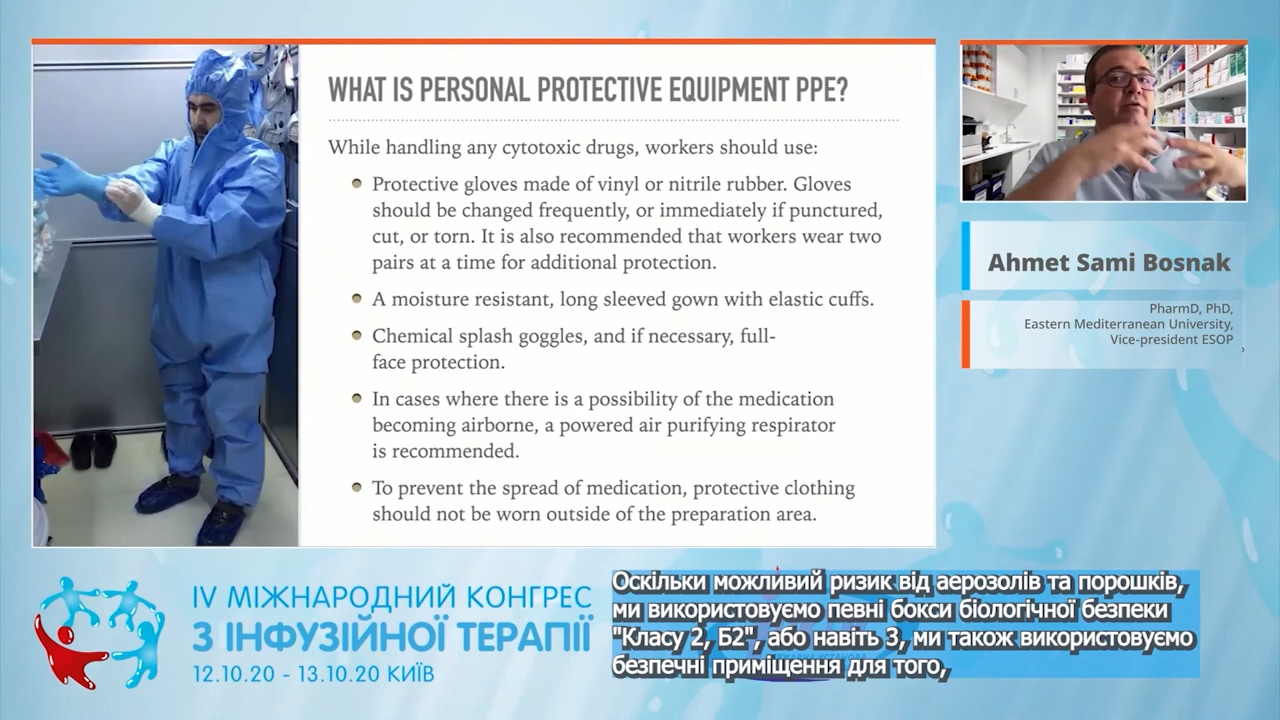 WHAT IS PERSONAL PROTECTIVE EQUIPMENT PPE?
While handling any cytotoxic drugs, workers should use:
Protective gloves made of vinyl or nitrile rubber. Gloves
should be changed frequently, or immediately if punctured,
cut, or torn. It is also recommended that workers wear two
pairs at a time for additional protection.
A moisture resistant, long sleeved gown with elastic cuffs.
Chemical splash goggles, and if necessary, full-
face protection.
In cases where there is a possibility of the medication
becoming airborne, a powered air purifying respirator
is recommended.
To prevent the spread of medication, protective clothing
should not be worn outside of the preparation area.
Ahmet Sami Bosnak
PharmD, PhD,
Eastern Mediterranean University,
Vice-president ESOP
IV МІЖНАРОДНИЙ КОНГРЕС
З ІНФУЗІЙНОЇ ТЕРАПІЇ
12.10.20 - 13.10.20 КИЇВ
Оскільки можливий ризик від аерозолів та порошків,
ми використовуємо певні бокси біологічної безпеки
"Класу 2, Б2", або навіть 3, ми також використовуємо
безпечні приміщення для того,